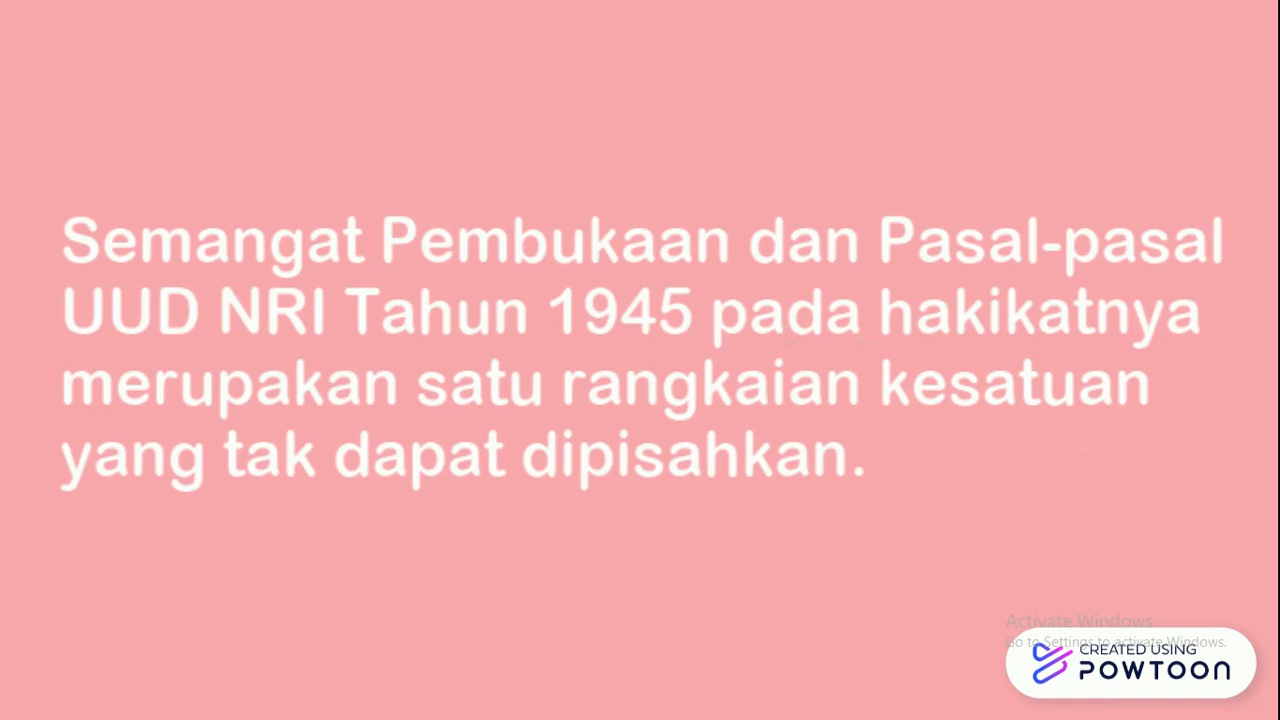 Semangat Pembukaan dan Pasal-pasal
UUD NRI Tahun 1945 pada hakikatnya
merupakan satu rangkaian kesatuan
yang tak dapat dipisahkan.
Activate Windows
Go to Settings to activate Windows.
CREATED USING
POWTOON